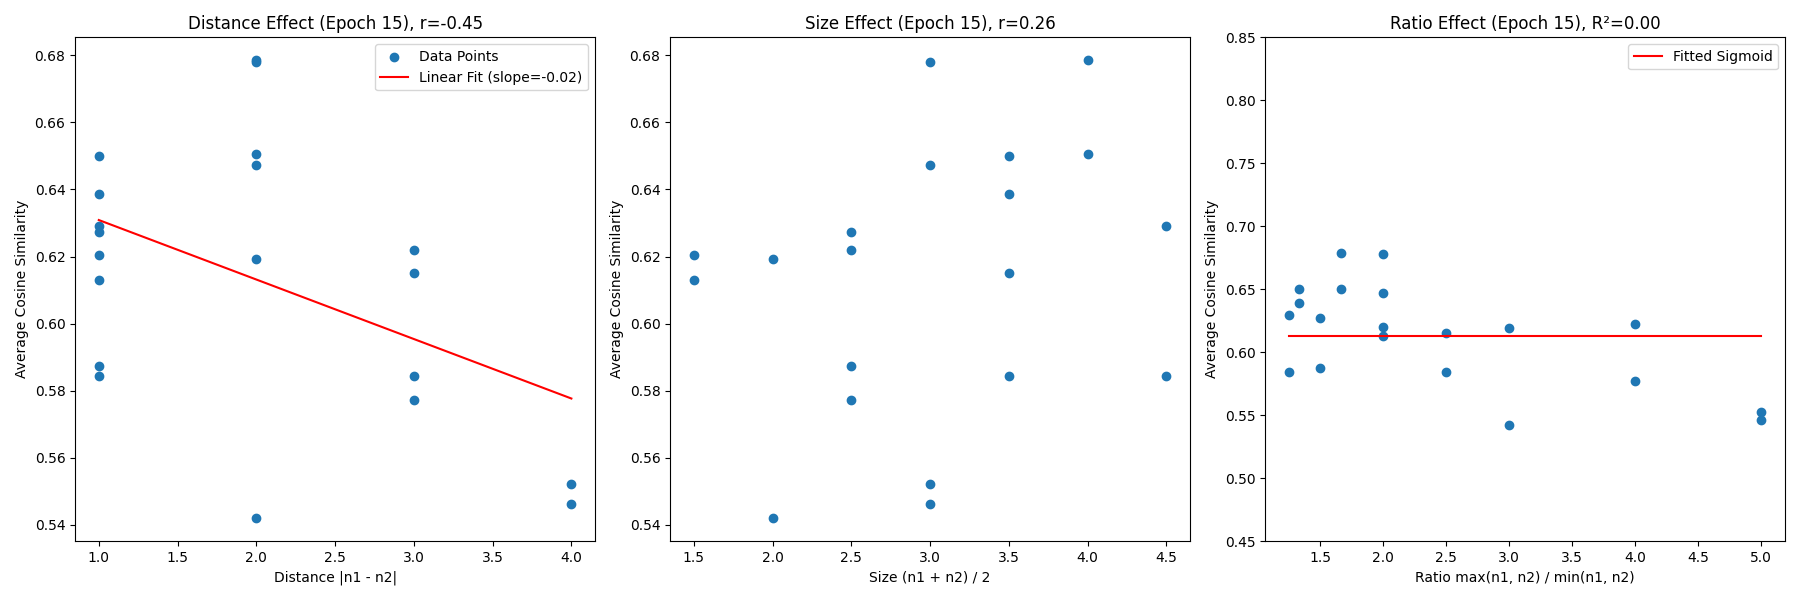 Distance Effect (Epoch 15), r=-0.45
Data Points
Linear Fit (slope=-0.02)
Average Cosine Similarity
0.68
0.66
0.64
0.62
0.60
0.58
0.56
0.54
1.0 1.5 2.0 2.5 3.0 3.5 4.0
Distance |n1 - n2|
Size Effect (Epoch 15), r=0.26
Average Cosine Similarity
0.68
0.66
0.64
0.62
0.60
0.58
0.56
0.54
1.5 2.0 2.5 3.0 3.5 4.0 4.5
Size (n1 + n2) / 2
Ratio Effect (Epoch 15), R²=0.00
Fitted Sigmoid
Average Cosine Similarity
0.85
0.80
0.75
0.70
0.65
0.60
0.55
0.50
0.45
1.5 2.0 2.5 3.0 3.5 4.0 4.5 5.0
Ratio max(n1, n2) / min(n1, n2)